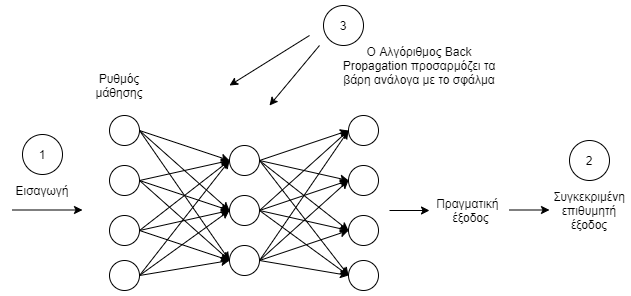 3
Ο Αλγόριθμος Back
Propagation προσαρμόζει τα
βάρη ανάλογα με το σφάλμα
Ρυθμός
μάθησης
1
Εισαγωγή
Πραγματική
έξοδος
2
Συγκεκριμένη
επιθυμητή
έξοδος